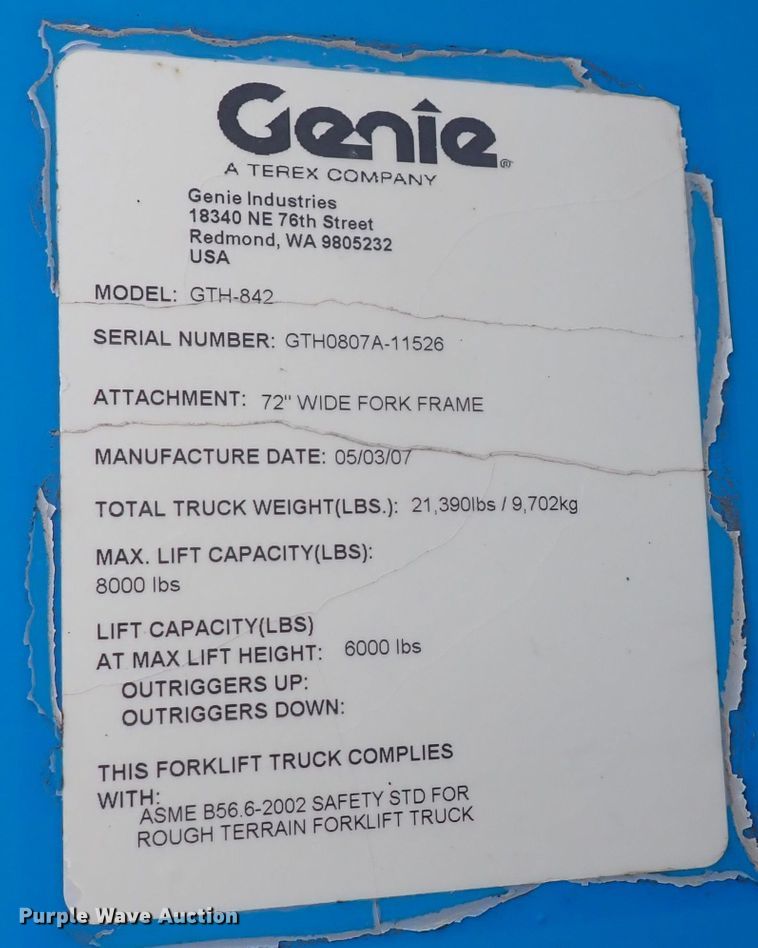 Genie®
A TEREX COMPANY
Genie Industries
18340 NE 76th Street
Redmond, WA 9805232
USA
MODEL: GTH-842
SERIAL NUMBER: GTH0807A-11526
ATTACHMENT: 72" WIDE FORK FRAME
MANUFACTURE DATE: 05/03/07
TOTAL TRUCK WEIGHT(LBS.): 21,390lbs / 9,702kg
MAX. LIFT CAPACITY(LBS):
8000 lbs
LIFT CAPACITY(LBS)
AT MAX LIFT HEIGHT: 6000 lbs
OUTRIGGERS UP:
OUTRIGGERS DOWN:
THIS FORKLIFT TRUCK COMPLIES
WITH:
ASME B56.6-2002 SAFETY STD FOR
ROUGH TERRAIN FORKLIFT TRUCK
Purple Wave Auction